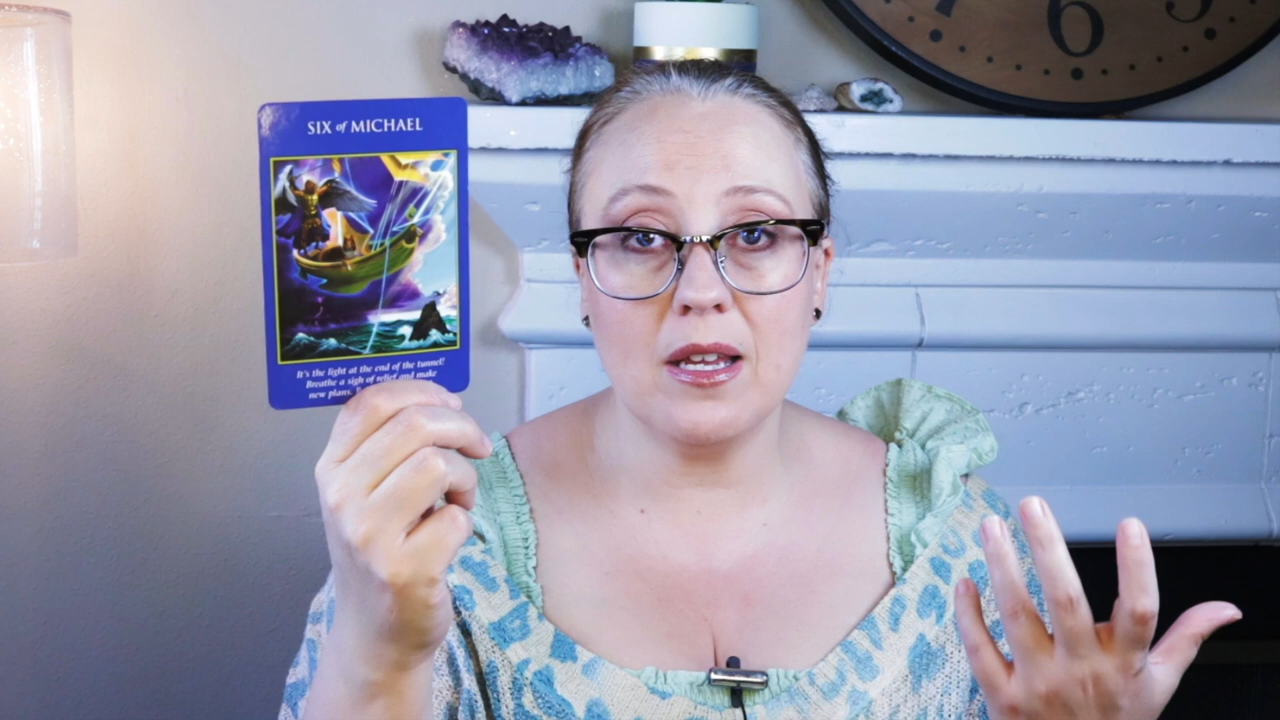 6
SIX of MICHAEL
It's the light at the end of the tunnel!
Breathe a sigh of relief and make
new plans.